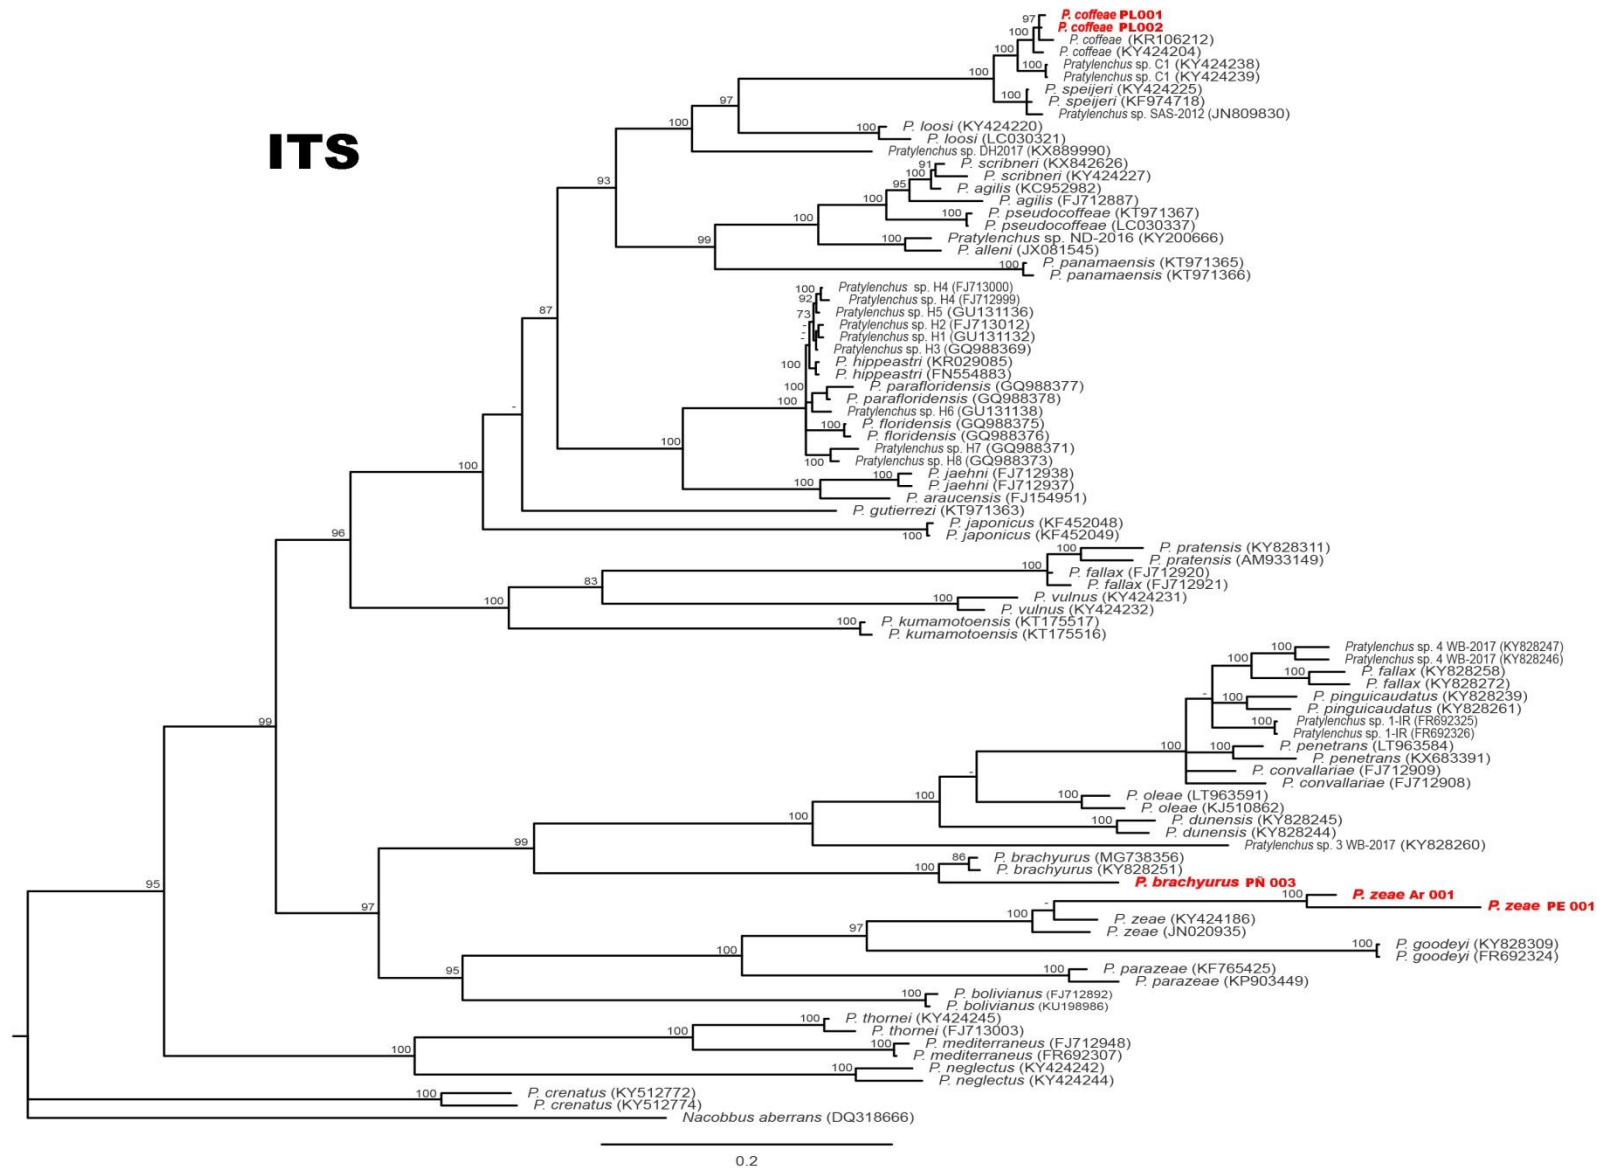 ITS
P. coffeae PL001
P. coffeae PL002
P. coffeae (KR106212)
P. coffeae (KY424204)
Pratylenchus sp. C1 (KY424238)
Pratylenchus sp. C1 (KY424239)
P. speijeri (KY424225)
P. speijeri (KF974718)
Pratylenchus sp. SAS-2012 (JN809830)
P. loosi (KY424220)
P. loosi (LC030321)
Pratylenchus sp. DH2017 (KX889990)
P. scribneri (KX842626)
P. scribneri (KY424227)
P. agilis (KC952982)
P. agilis (FJ712887)
P. pseudocoffeae (KT971367)
P. pseudocoffeae (LC030337)
Pratylenchus sp. ND-2016 (KY200666)
P. alleni (JX081545)
P. panamaensis (KT971365)
P. panamaensis (KT971366)
Pratylenchus sp. H4 (FJ713000)
Pratylenchus sp. H4 (FJ712999)
Pratylenchus sp. H5 (GU131136)
Pratylenchus sp. H2 (FJ713012)
Pratylenchus sp. H1 (GU131132)
Pratylenchus sp. H3 (GQ988369)
P. hippeastri (KR029085)
P. hippeastri (FN554883)
P. parafloridensis (GQ988377)
P. parafloridensis (GQ988378)
Pratylenchus sp. H6 (GU131138)
P. floridensis (GQ988375)
P. floridensis (GQ988376)
Pratylenchus sp. H7 (GQ988371)
Pratylenchus sp. H8 (GQ988373)
P. jaehni (FJ712938)
P. jaehni (FJ712937)
P. araucensis (FJ154951)
P. gutierrezi (KT971363)
P. japonicus (KF452048)
P. japonicus (KF452049)
P. pratensis (KY828311)
P. pratensis (AM933149)
P. fallax (FJ712920)
P. fallax (FJ712921)
P. vulnus (KY424231)
P. vulnus (KY424232)
P. kumamotoensis (KT175517)
P. kumamotoensis (KT175516)
Pratylenchus sp. 4 WB-2017 (KY828247)
Pratylenchus sp. 4 WB-2017 (KY828246)
P. fallax (KY828258)
P. fallax (KY828272)
P. pinguicaudatus (KY828239)
P. pinguicaudatus (KY828261)
Pratylenchus sp. 1-IR (FR692325)
Pratylenchus sp. 1-IR (FR692326)
P. penetrans (LT963584)
P. penetrans (KX683391)
P. convallariae (FJ712909)
P. convallariae (FJ712908)
P. oleae (LT963591)
P. oleae (KJ510862)
P. dunensis (KY828245)
P. dunensis (KY828244)
Pratylenchus sp. 3 WB-2017 (KY828260)
P. brachyurus (MG738356)
P. brachyurus (KY828251)
P. brachyurus PÑ 003
P. zeae Ar 001
P. zeae PE 001
P. zeae (KY424186)
P. zeae (JN020935)
P. goodeyi (KY828309)
P. goodeyi (FR692324)
P. parazeae (KF765425)
P. parazeae (KP903449)
P. bolivianus (FJ712892)
P. bolivianus (KU198986)
P. thornei (KY424245)
P. thornei (FJ713003)
P. mediterraneus (FJ712948)
P. mediterraneus (FR692307)
P. neglectus (KY424242)
P. neglectus (KY424244)
P. crenatus (KY512772)
P. crenatus (KY512774)
Nacobbus aberrans (DQ318666)
0.2
97
100
100
100
100
97
100
100
91
100
95
100
100
100
100
99
100
93
100
92
73
-
-
100
100
100
100
100
100
100
100
87
-
100
100
96
100
100
83
100
100
100
100
100
100
-
100
100
100
100
-
100
100
100
100
99
86
100
100
-
100
97
100
100
100
95
100
97
99
100
100
100
100
100
95
100